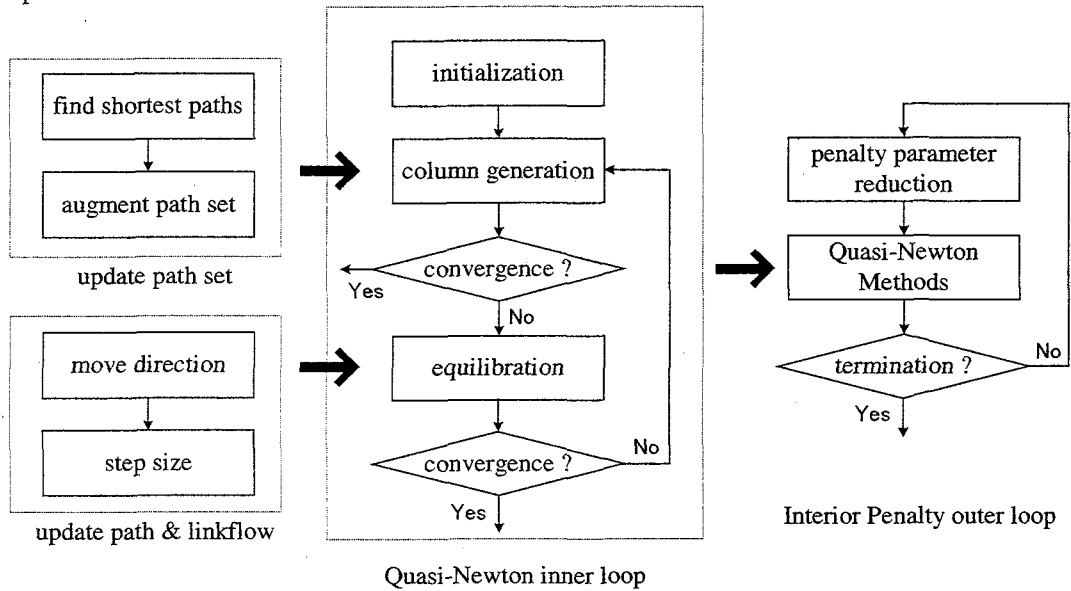 find shortest paths
augment path set
update path set
move direction
step size
update path & linkflow
initialization
column generation
convergence ?
Yes
No
equilibration
convergence ?
No
Yes
Quasi-Newton inner loop
penalty parameter
reduction
Quasi-Newton
Methods
termination ?
No
Yes
Interior Penalty outer loop